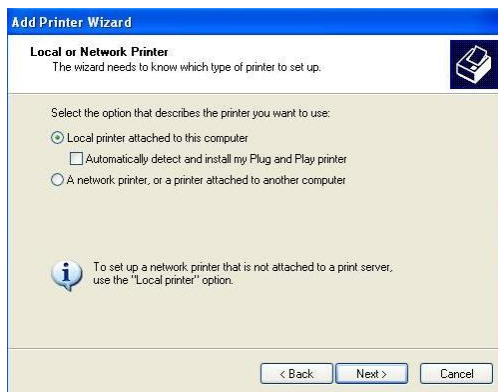 Add Printer Wizard
Local or Network Printer
The wizard needs to know which type of printer to set up.
Select the option that describes the printer you want to use:
Local printer attached to this computer
Automatically detect and install my Plug and Play printer
A network printer, or a printer attached to another computer
To set up a network printer that is not attached to a print server,
use the "Local printer" option.
< Back Next > Cancel